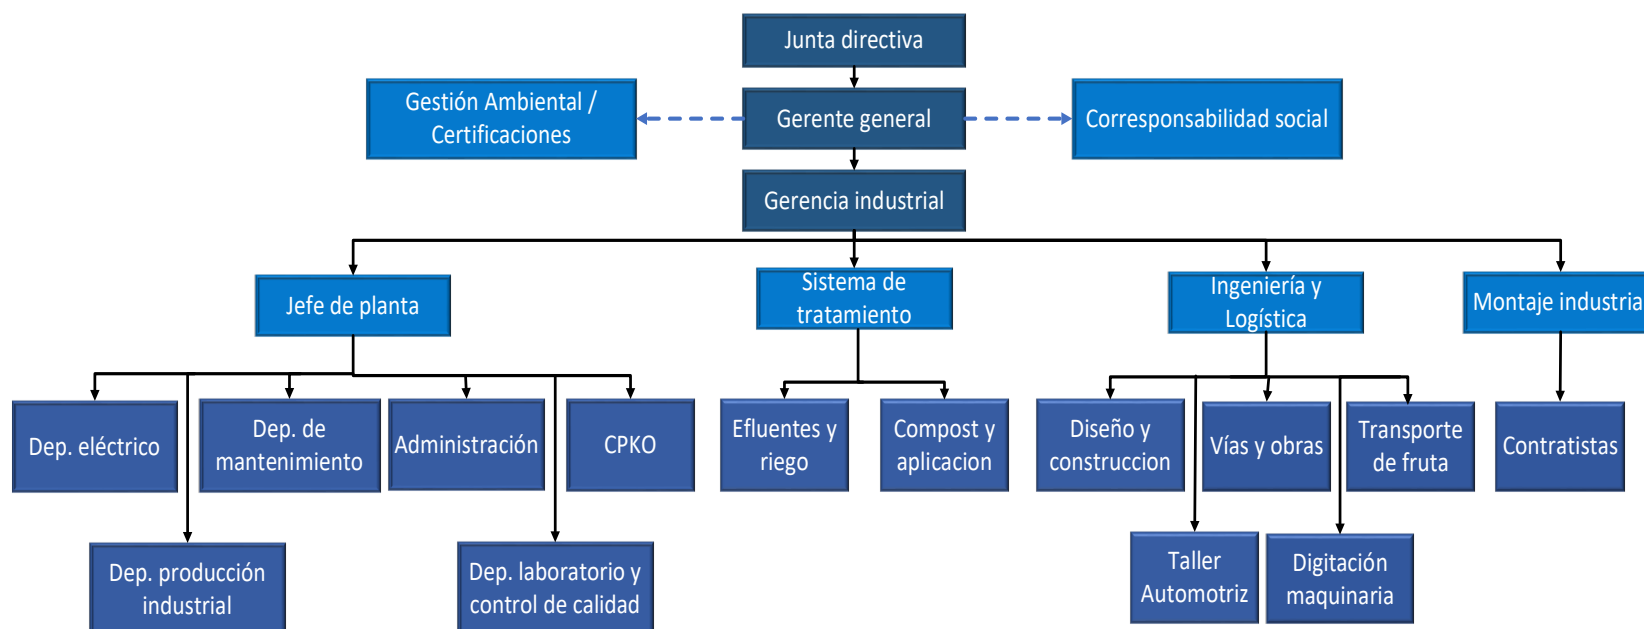 Junta directiva
Gestión Ambiental /
Certificaciones
Gerente general
Corresponsabilidad social
Gerencia industrial
Jefe de planta
Sistema de
tratamiento
Ingeniería y
Logística
Montaje industria
Dep. eléctrico
Dep. de
mantenimiento
Administración
CPKO
Efluentes y
riego
Compost y
aplicacion
Diseño y
construccion
Vías y obras
Transporte
de fruta
Contratistas
Dep. producción
industrial
Dep. laboratorio y
control de calidad
Taller
Automotriz
Digitación
maquinaria